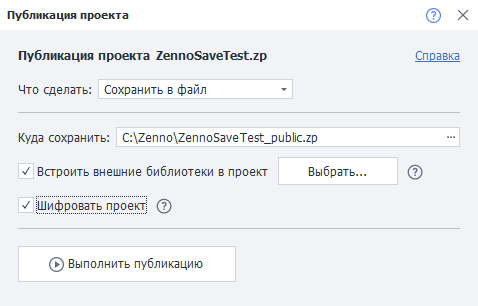 Публикация проекта
Публикация проекта ZennoSaveTest.zp
Справка
Что сделать: Сохранить в файл
Куда сохранить: C:\Zenno\ZennoSaveTest_public.zp ...
Встроить внешние библиотеки в проект Выбрать... ?
Шифровать проект ?
Выполнить публикацию